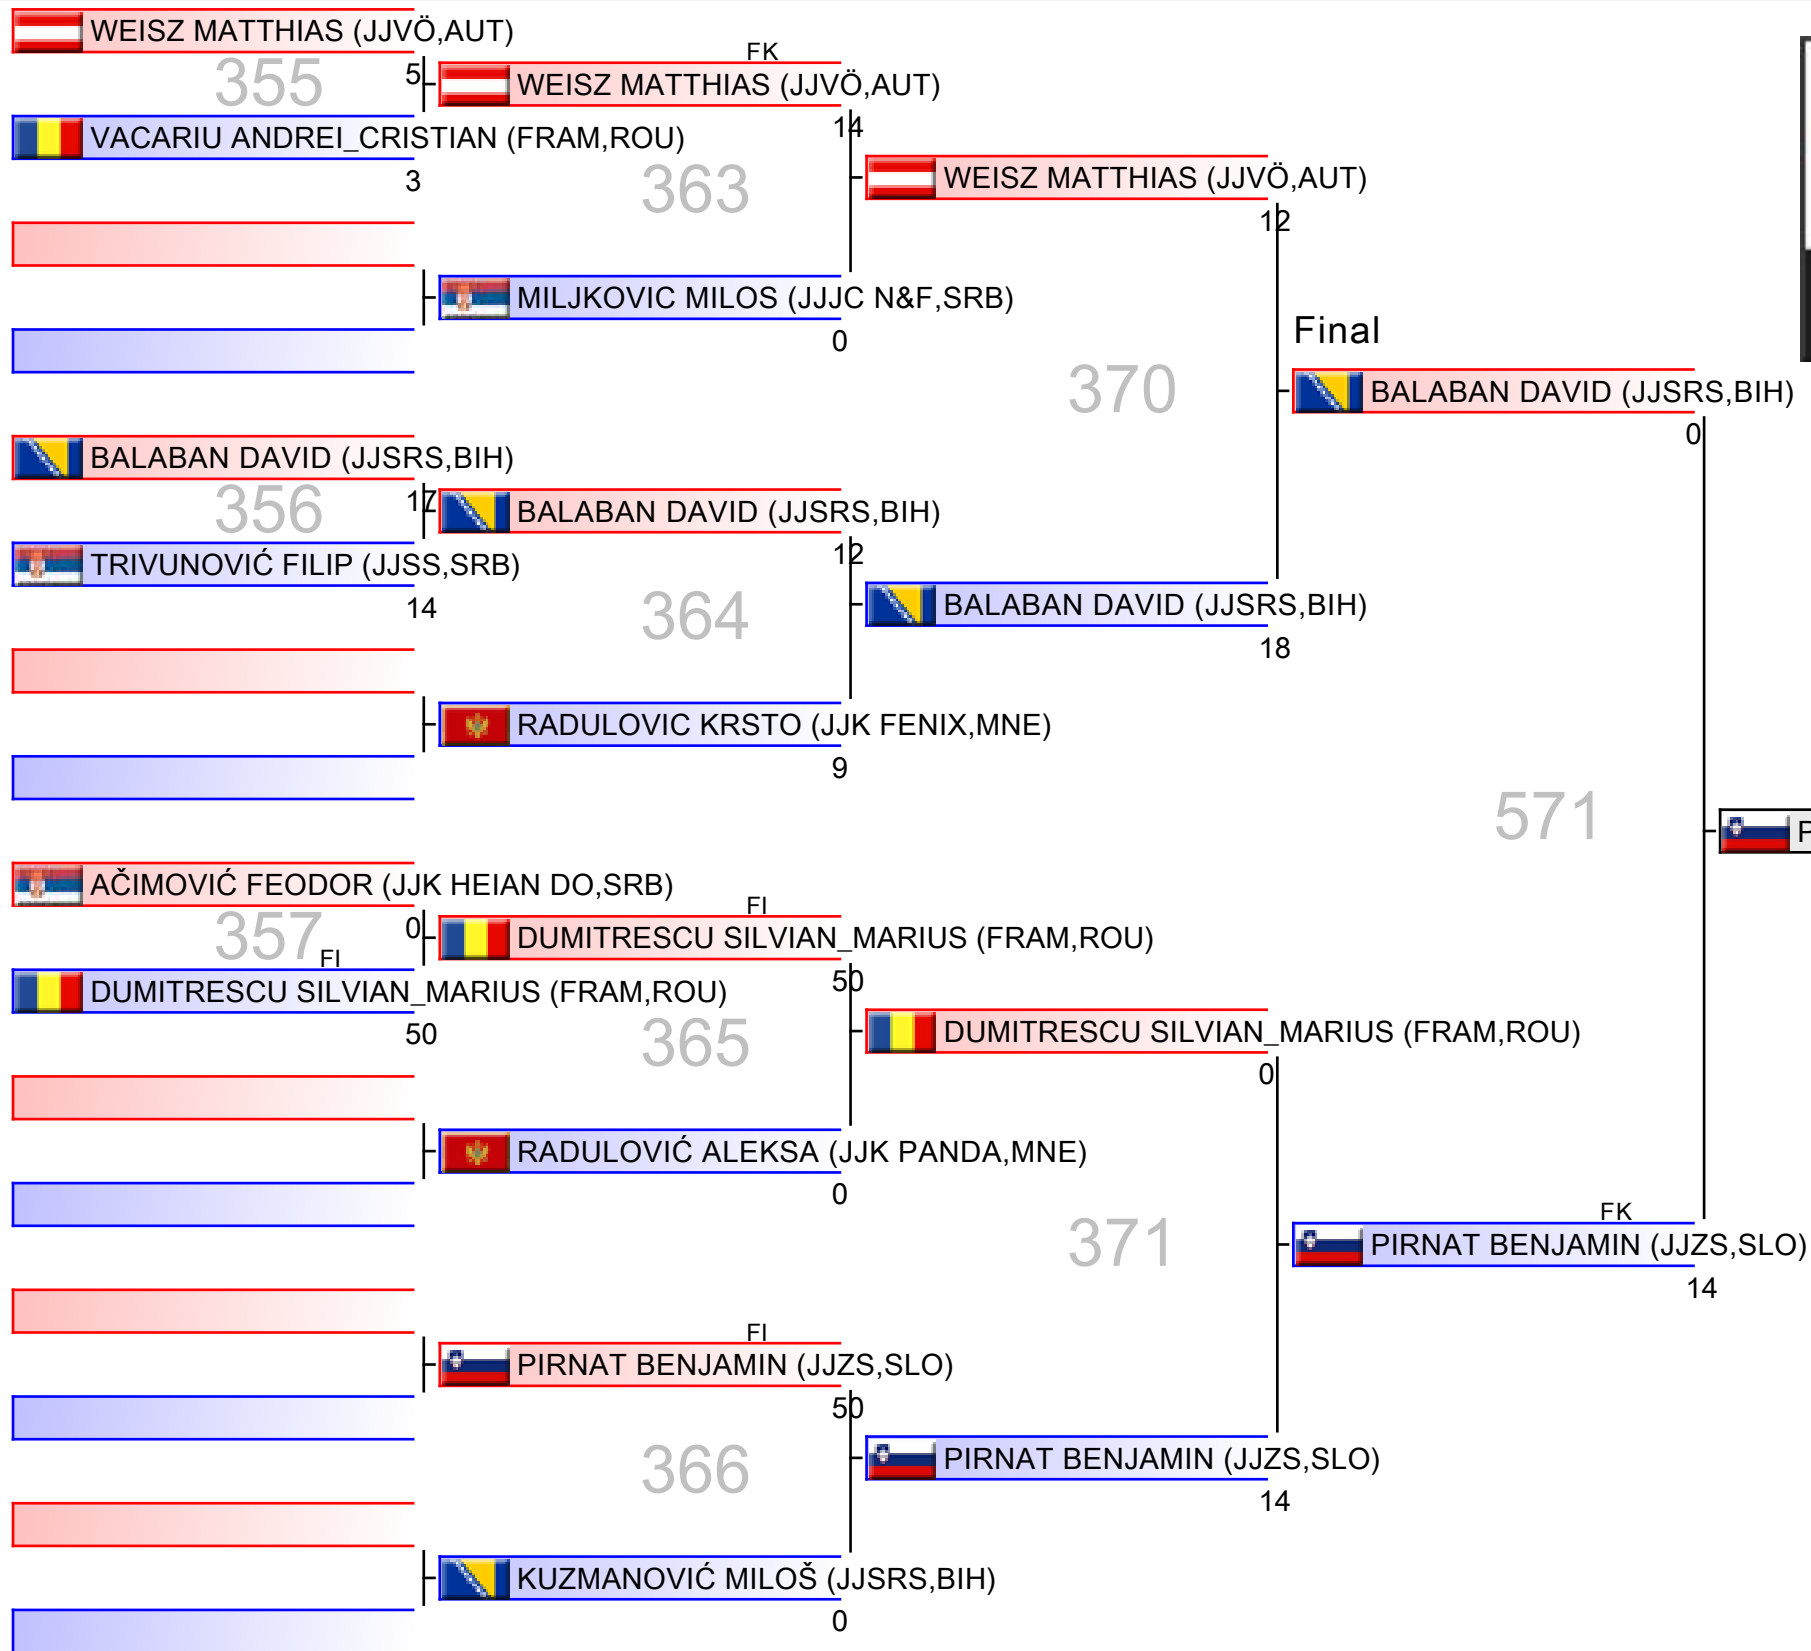 WEISZ MATTHIAS (JJVÖ,AUT)
355
5
VACARIU ANDREI_CRISTIAN (FRAM,ROU)
3
FK
WEISZ MATTHIAS (JJVÖ,AUT)
14
363
MILJKOVIC MILOS (JJJC N&F,SRB)
0
WEISZ MATTHIAS (JJVÖ,AUT)
12
370
Final
BALABAN DAVID (JJSRS,BIH)
0
BALABAN DAVID (JJSRS,BIH)
356
17
TRIVUNOVIĆ FILIP (JJSS,SRB)
14
BALABAN DAVID (JJSRS,BIH)
12
364
RADULOVIC KRSTO (JJK FENIX,MNE)
9
BALABAN DAVID (JJSRS,BIH)
18
571
P
AČIMOVIĆ FEODOR (JJK HEIAN DO,SRB)
357
0
FI
DUMITRESCU SILVIAN_MARIUS (FRAM,ROU)
50
FI
DUMITRESCU SILVIAN_MARIUS (FRAM,ROU)
50
365
RADULOVIĆ ALEKSA (JJK PANDA,MNE)
0
DUMITRESCU SILVIAN_MARIUS (FRAM,ROU)
0
371
FK
PIRNAT BENJAMIN (JJZS,SLO)
14
FI
PIRNAT BENJAMIN (JJZS,SLO)
50
366
PIRNAT BENJAMIN (JJZS,SLO)
14
KUZMANOVIĆ MILOŠ (JJSRS,BIH)
0